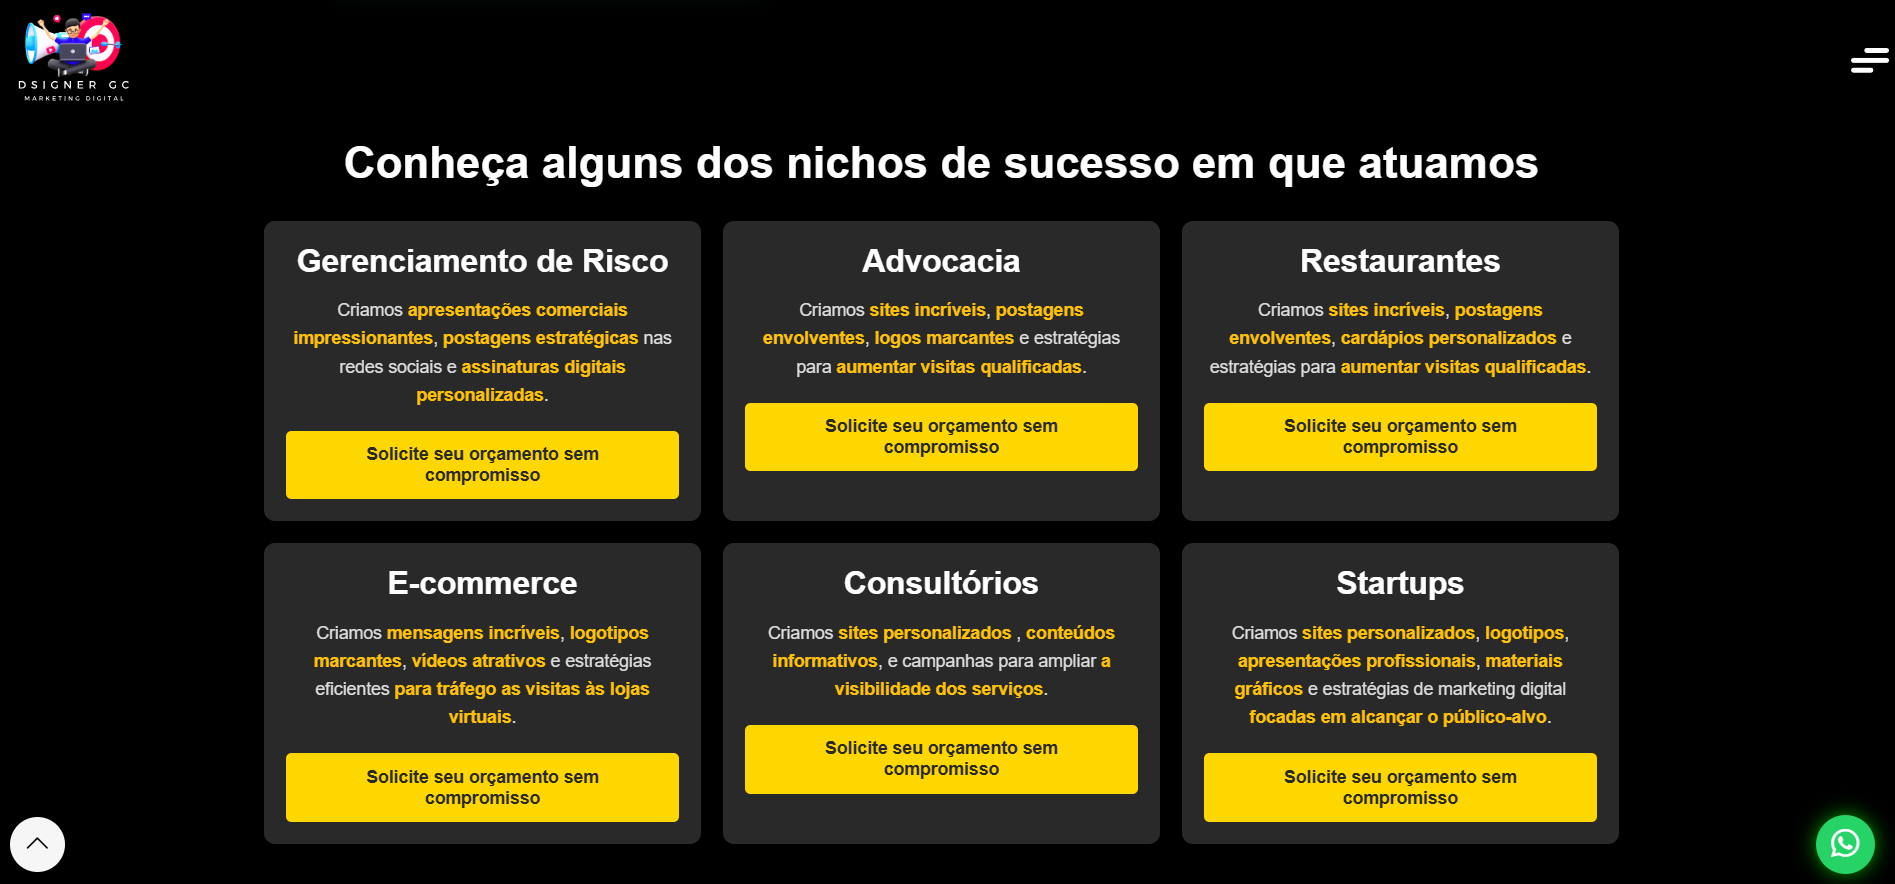 DSIGNER GC
MARKETING DIGITAL
Conheça alguns dos nichos de sucesso em que atuamos
Gerenciamento de Risco
Criamos apresentações comerciais
impressionantes, postagens estratégicas nas
redes sociais e assinaturas digitais
personalizadas.
Solicite seu orçamento sem
compromisso
Advocacia
Criamos sites incríveis, postagens
envolventes, logos marcantes e estratégias
para aumentar visitas qualificadas.
Solicite seu orçamento sem
compromisso
Restaurantes
Criamos sites incríveis, postagens
envolventes, cardápios personalizados e
estratégias para aumentar visitas qualificadas.
Solicite seu orçamento sem
compromisso
E-commerce
Criamos mensagens incríveis, logotipos
marcantes, vídeos atrativos e estratégias
eficientes para tráfego as visitas às lojas
virtuais.
Solicite seu orçamento sem
compromisso
Consultórios
Criamos sites personalizados , conteúdos
informativos, e campanhas para ampliar a
visibilidade dos serviços.
Solicite seu orçamento sem
compromisso
Startups
Criamos sites personalizados, logotipos,
apresentações profissionais, materiais
gráficos e estratégias de marketing digital
focadas em alcançar o público-alvo.
Solicite seu orçamento sem
compromisso